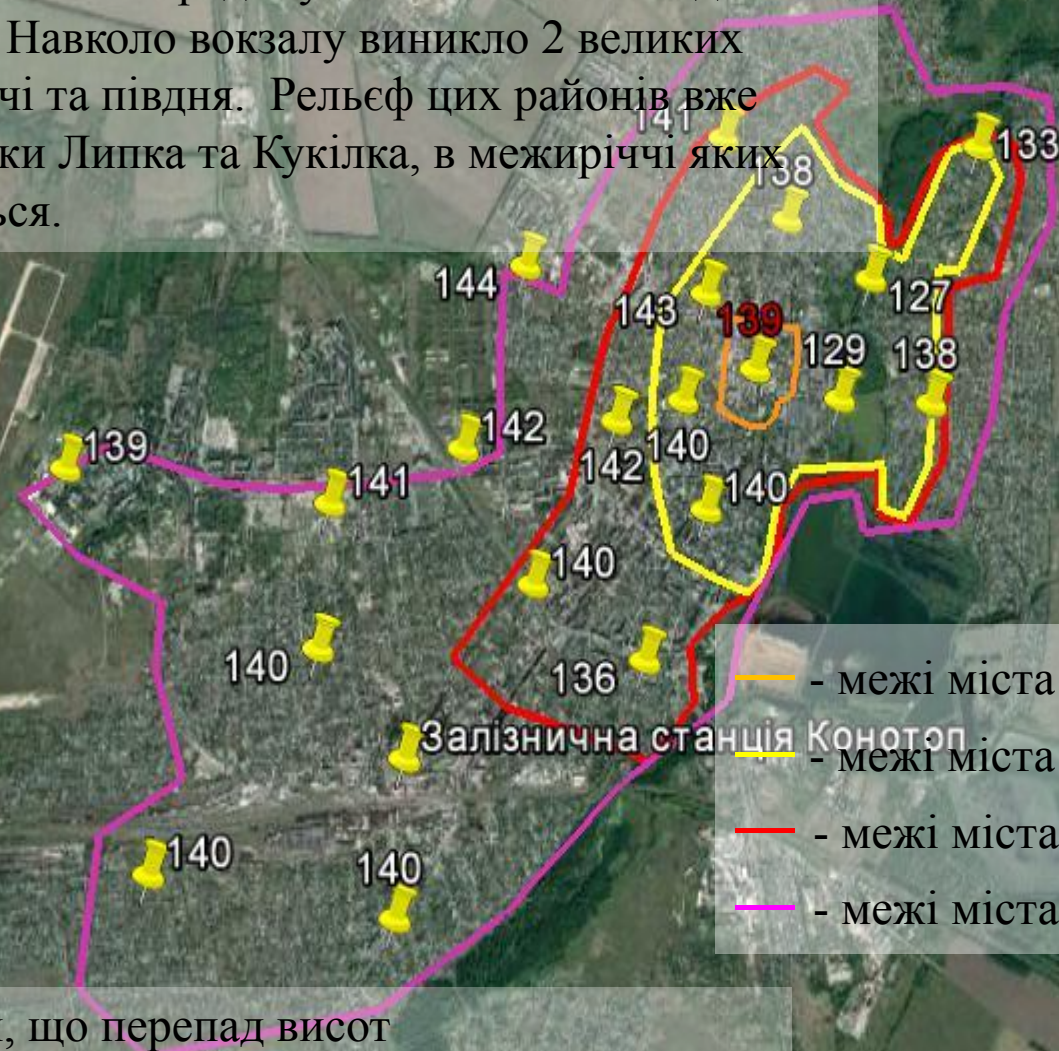 Навколо вокзалу виникло 2 великих
чі та півдня. Рельєф цих районів вже
ки Липка та Кукілка, в межиріччі яких
ься.
141
133
138
144
127
143
139
129
138
139
142
142
140
141
140
140
140
136
Залізнична станція Конотоп
140
140
- межі міста
- межі міста
- межі міста
- межі міста
, що перепад висот